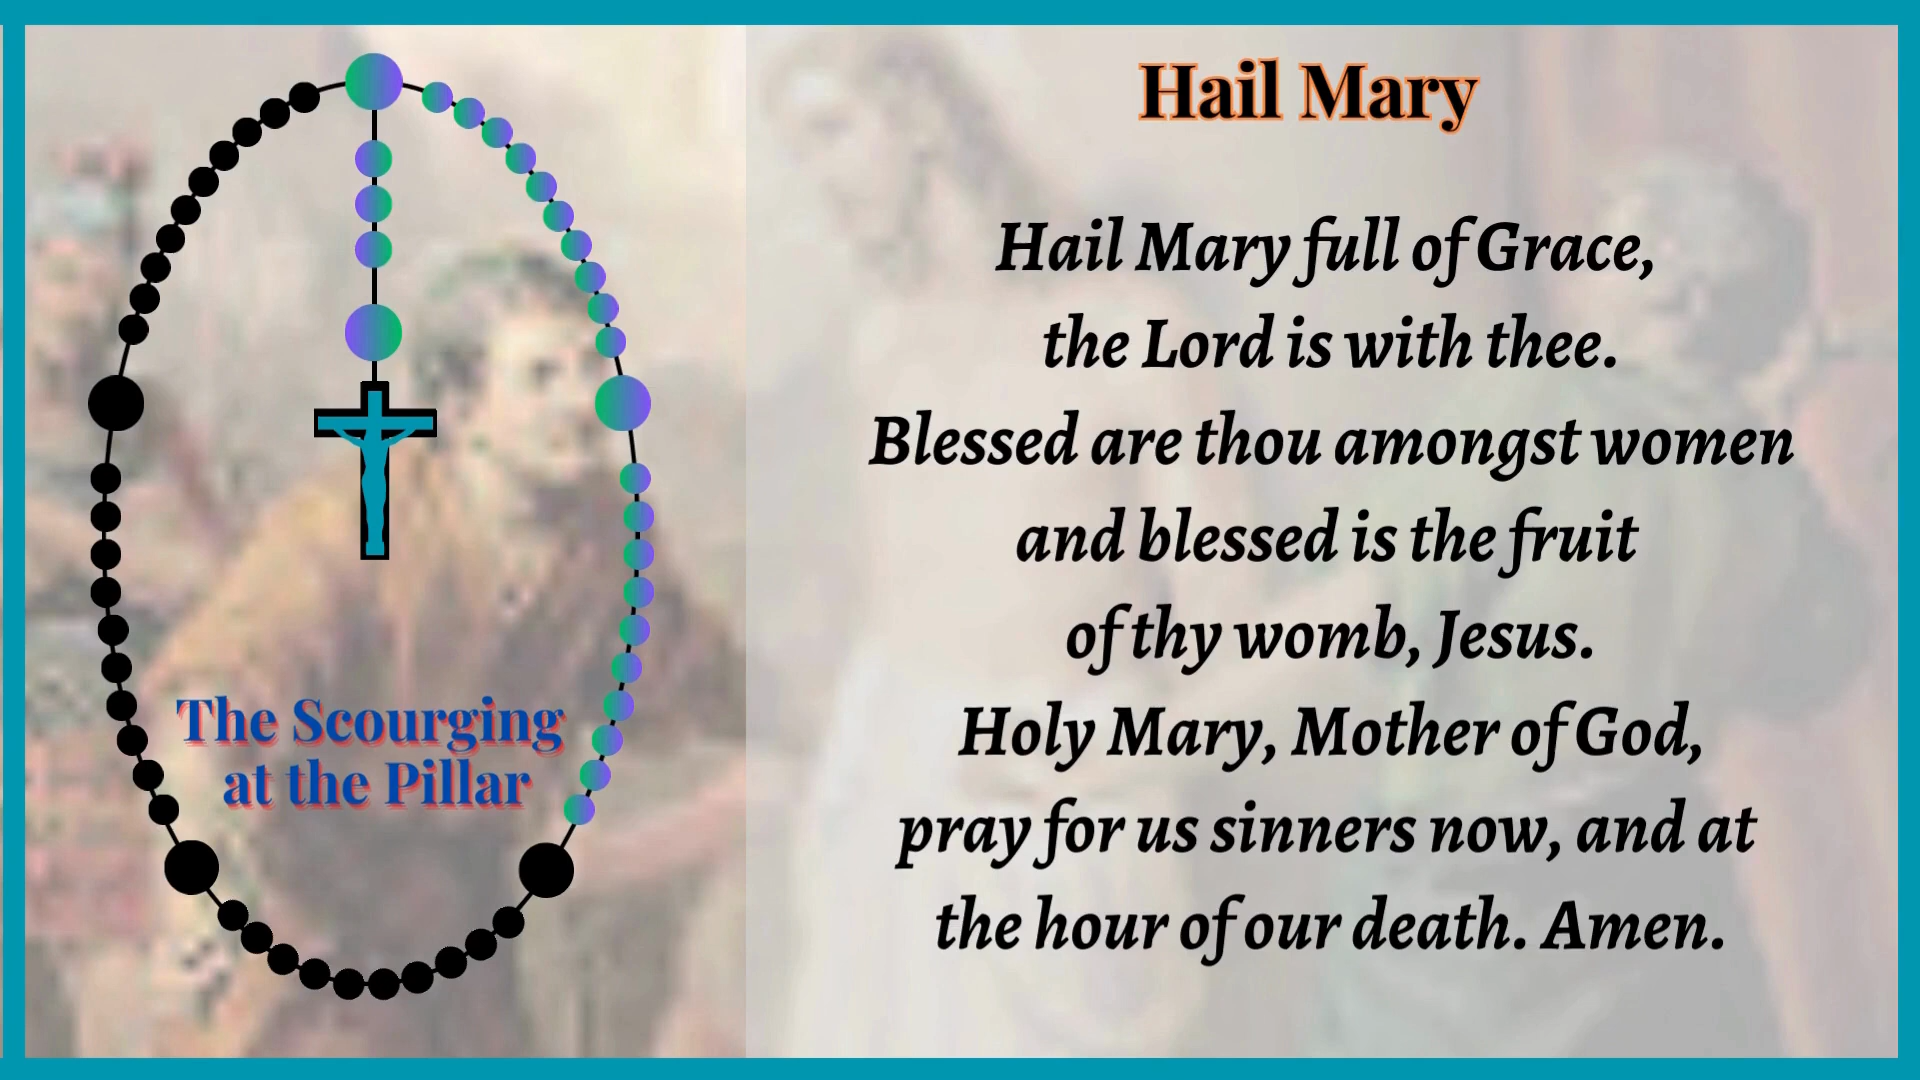 The Scourging
at the Pillar
Hail Mary
Hail Mary full of Grace,
the Lord is with thee.
Blessed are thou amongst women
and blessed is the fruit
of thy womb, Jesus.
Holy Mary, Mother of God,
pray for us sinners now, and at
the hour of our death. Amen.